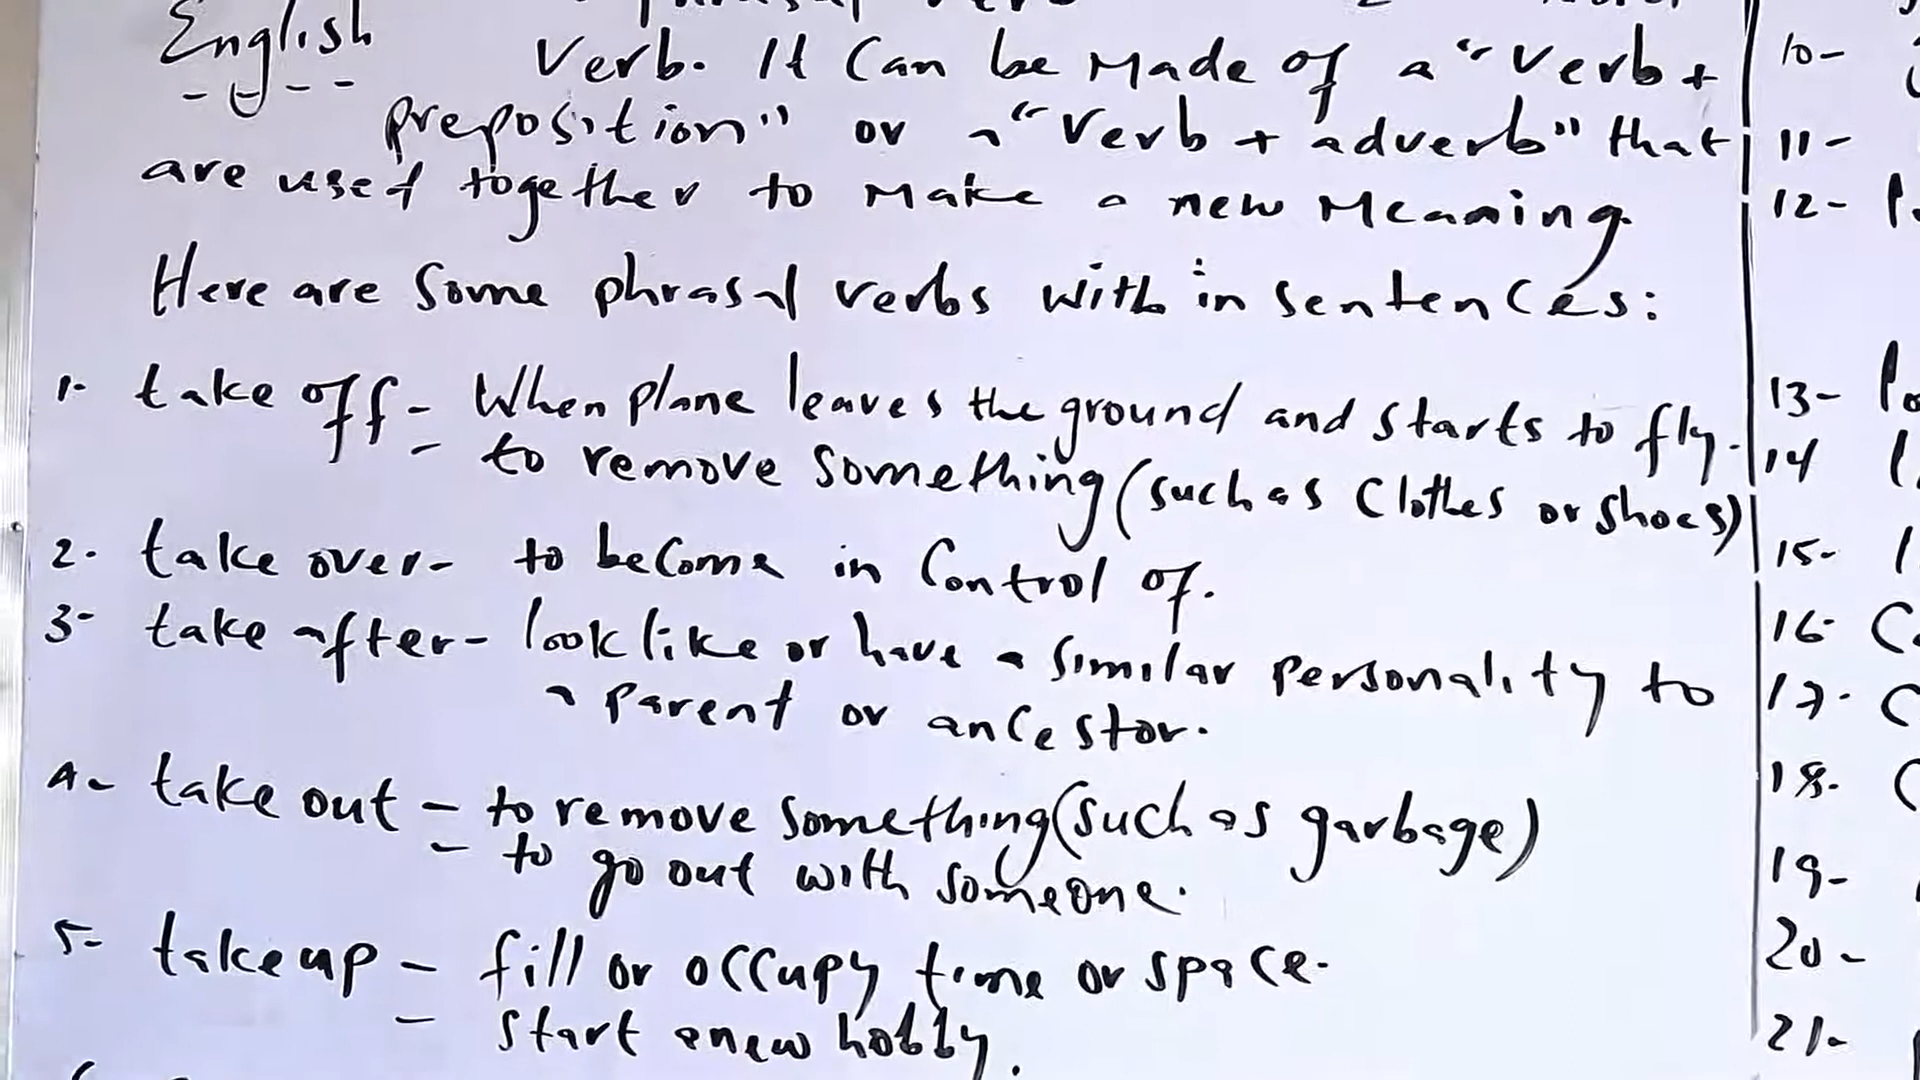 English
phrasal verb
Verb. It Can be Made of a "Verb +
preposition" or a "Verb + adverb" that
are used together to Make a new Meaning.
Here are Some phrasal verbs with in Sentences:
1- take off - When plane leaves the ground and starts to fly.
- to remove Something (such as Clothes or shoes)
2. take over - to become in Control of.
3- take after - look like or have a similar personality to
a parent or ancestor.
4- take out - to remove Something (such as garbage)
- to go out with someone.
5- take up - fill or occupy time or space.
- Start a new hobby.
10-
11-
12-
13-
14
15-
16-
17-
18-
19-
20-
21-